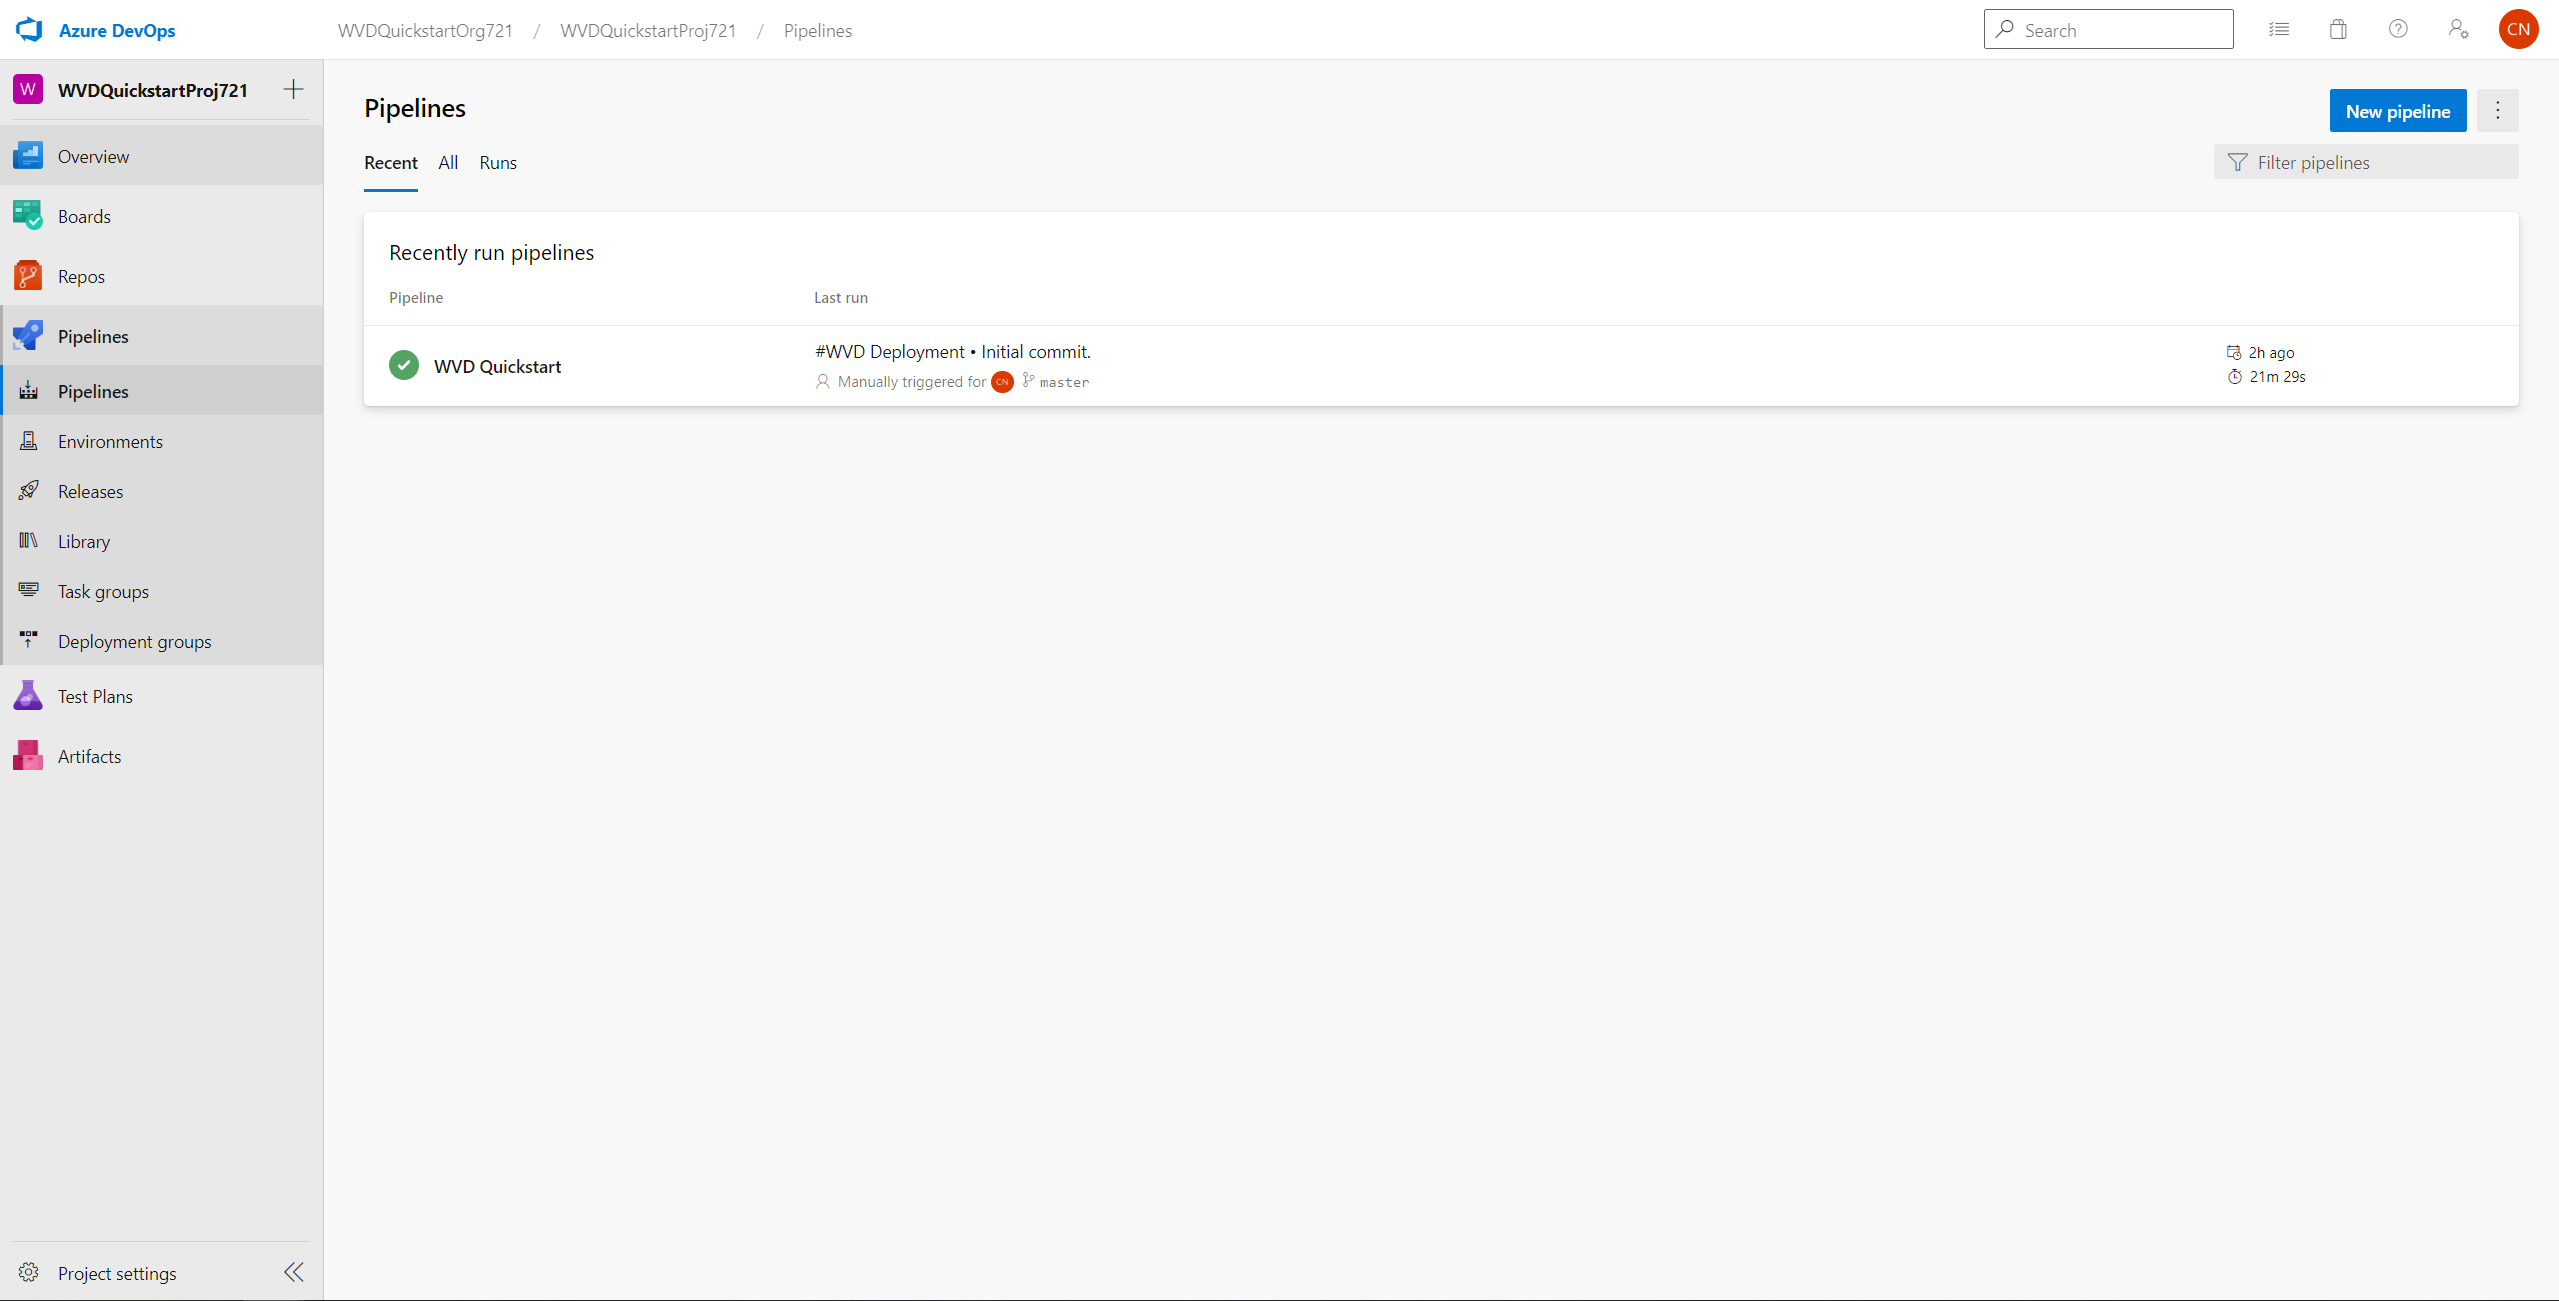 Azure DevOps
WVDQuickstartOrg721 / WVDQuickstartProj721 / Pipelines
Search
CN
W WVDQuickstartProj721
Overview
Boards
Repos
Pipelines
Pipelines
Environments
Releases
Library
Task groups
Deployment groups
Test Plans
Artifacts
Project settings
Pipelines
New pipeline
Recent All Runs
Filter pipelines
Recently run pipelines
Pipeline Last run
WVD Quickstart
#WVD Deployment • Initial commit.
Manually triggered for CN master
2h ago
21m 29s